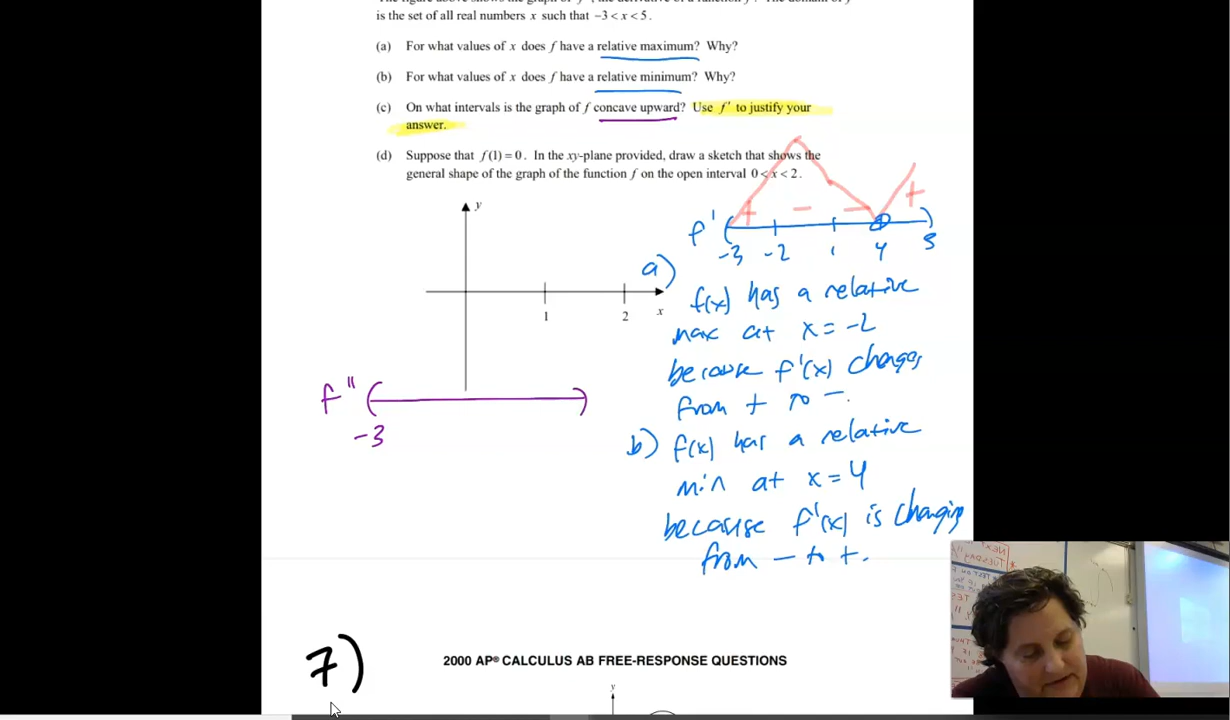 is the set of all real numbers x such that −3 < x < 5.
(a) For what values of x does f have a relative maximum? Why?
(b) For what values of x does f have a relative minimum? Why?
(c) On what intervals is the graph of f concave upward? Use f′ to justify your
answer.
(d) Suppose that f(1) = 0. In the xy-plane provided, draw a sketch that shows the
general shape of the graph of the function f on the open interval 0 < x < 2.
y
+ − − +
f'
-3 -2 1 4 5
1 2 x
a) f(x) has a relative
max at x = -2
because f'(x) changes
from + to -.
f"
-3
b) f(x) has a relative
min at x = 4
because f'(x) is changing
from - to +.
7)
2000 AP® CALCULUS AB FREE-RESPONSE QUESTIONS
y